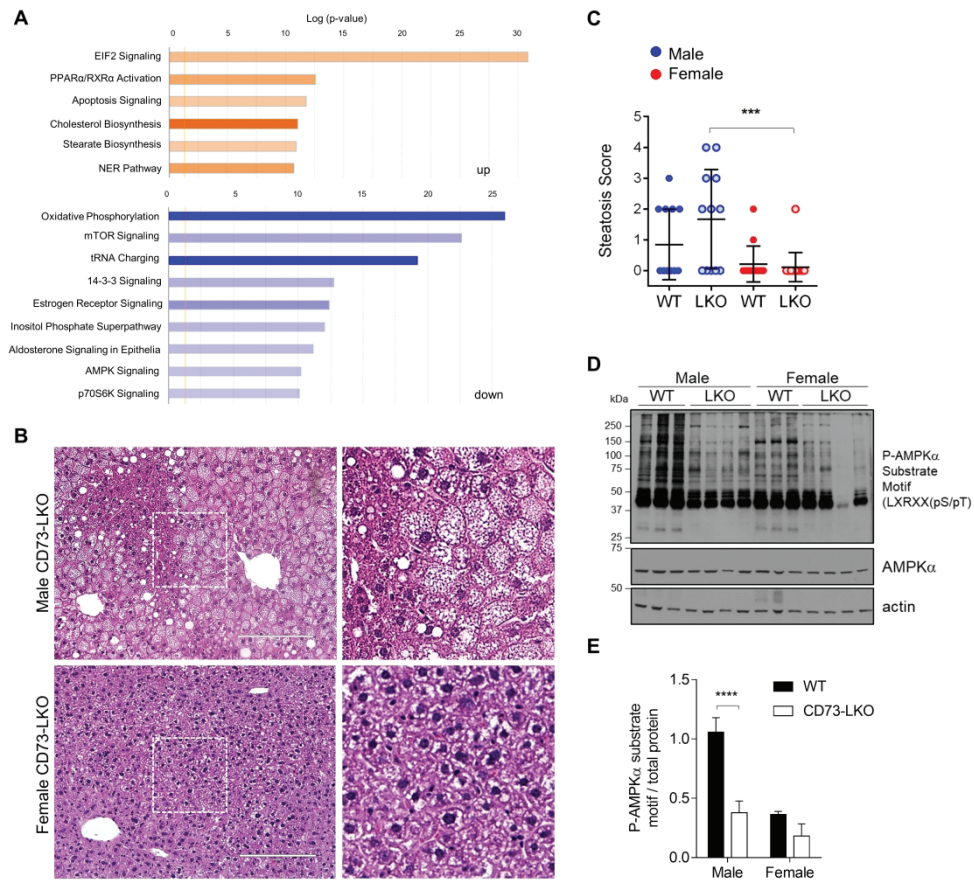 A
Log (p-value)
0 5 10 15 20 25 30
EIF2 Signaling
PPARα/RXRα Activation
Apoptosis Signaling
Cholesterol Biosynthesis
Stearate Biosynthesis
NER Pathway
up
0 5 10 15 20 25
Oxidative Phosphorylation
mTOR Signaling
tRNA Charging
14-3-3 Signaling
Estrogen Receptor Signaling
Inositol Phosphate Superpathway
Aldosterone Signaling in Epithelia
AMPK Signaling
p70S6K Signaling
down
B
Male CD73-LKO
Female CD73-LKO
C
Male
Female
***
Steatosis Score
5
4
3
2
1
0
WT LKO WT LKO
D
Male Female
kDa WT LKO WT LKO
250
150
100
75
50
37
25
P-AMPKα
Substrate
Motif
(LXRXX(pS/pT)
75
AMPKα
50
actin
E
WT
CD73-LKO
****
P-AMPKα substrate
motif / total protein
1.5
1.0
0.5
0.0
Male Female